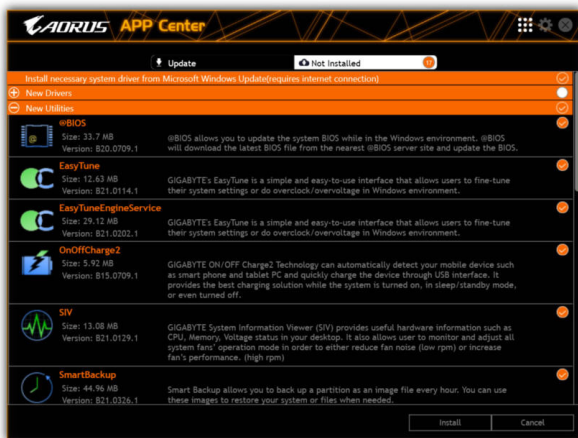 AORUS APP Center
Update
Not Installed 17
Install necessary system driver from Microsoft Windows Update(requires internet connection)
New Drivers
New Utilities
@BIOS
Size: 33.7 MB
Version: B20.0709.1
@BIOS allows you to update the system BIOS while in the Windows environment. @BIOS
will download the latest BIOS file from the nearest @BIOS server site and update the BIOS.
EasyTune
Size: 12.63 MB
Version: B21.0114.1
GIGABYTE's EasyTune is a simple and easy-to-use interface that allows users to fine-tune
their system settings or do overclock/overvoltage in Windows environment.
EasyTuneEngineService
Size: 29.12 MB
Version: B21.0202.1
GIGABYTE's EasyTune is a simple and easy-to-use interface that allows users to fine-tune
their system settings or do overclock/overvoltage in Windows environment.
OnOffCharge2
Size: 5.92 MB
Version: B15.0709.1
GIGABYTE ON/OFF Charge2 Technology can automatically detect your mobile device such
as smart phone and tablet PC and quickly charge the device through USB interface. It
provides the best charging solution while the system is turned on, in sleep/standby mode,
or even turned off.
SIV
Size: 13.08 MB
Version: B21.0129.1
GIGABYTE System Information Viewer (SIV) provides useful hardware information such as
CPU, Memory, Voltage status in your desktop. It also allows user to monitor and adjust all
system fans' operation mode in order to either reduce fan noise (low rpm) or increase
fan's performance. (high rpm)
SmartBackup
Size: 44.96 MB
Version: B21.0326.1
Smart Backup allows you to back up a partition as an image file every hour. You can use
these images to restore your system or files when needed.
Install
Cancel